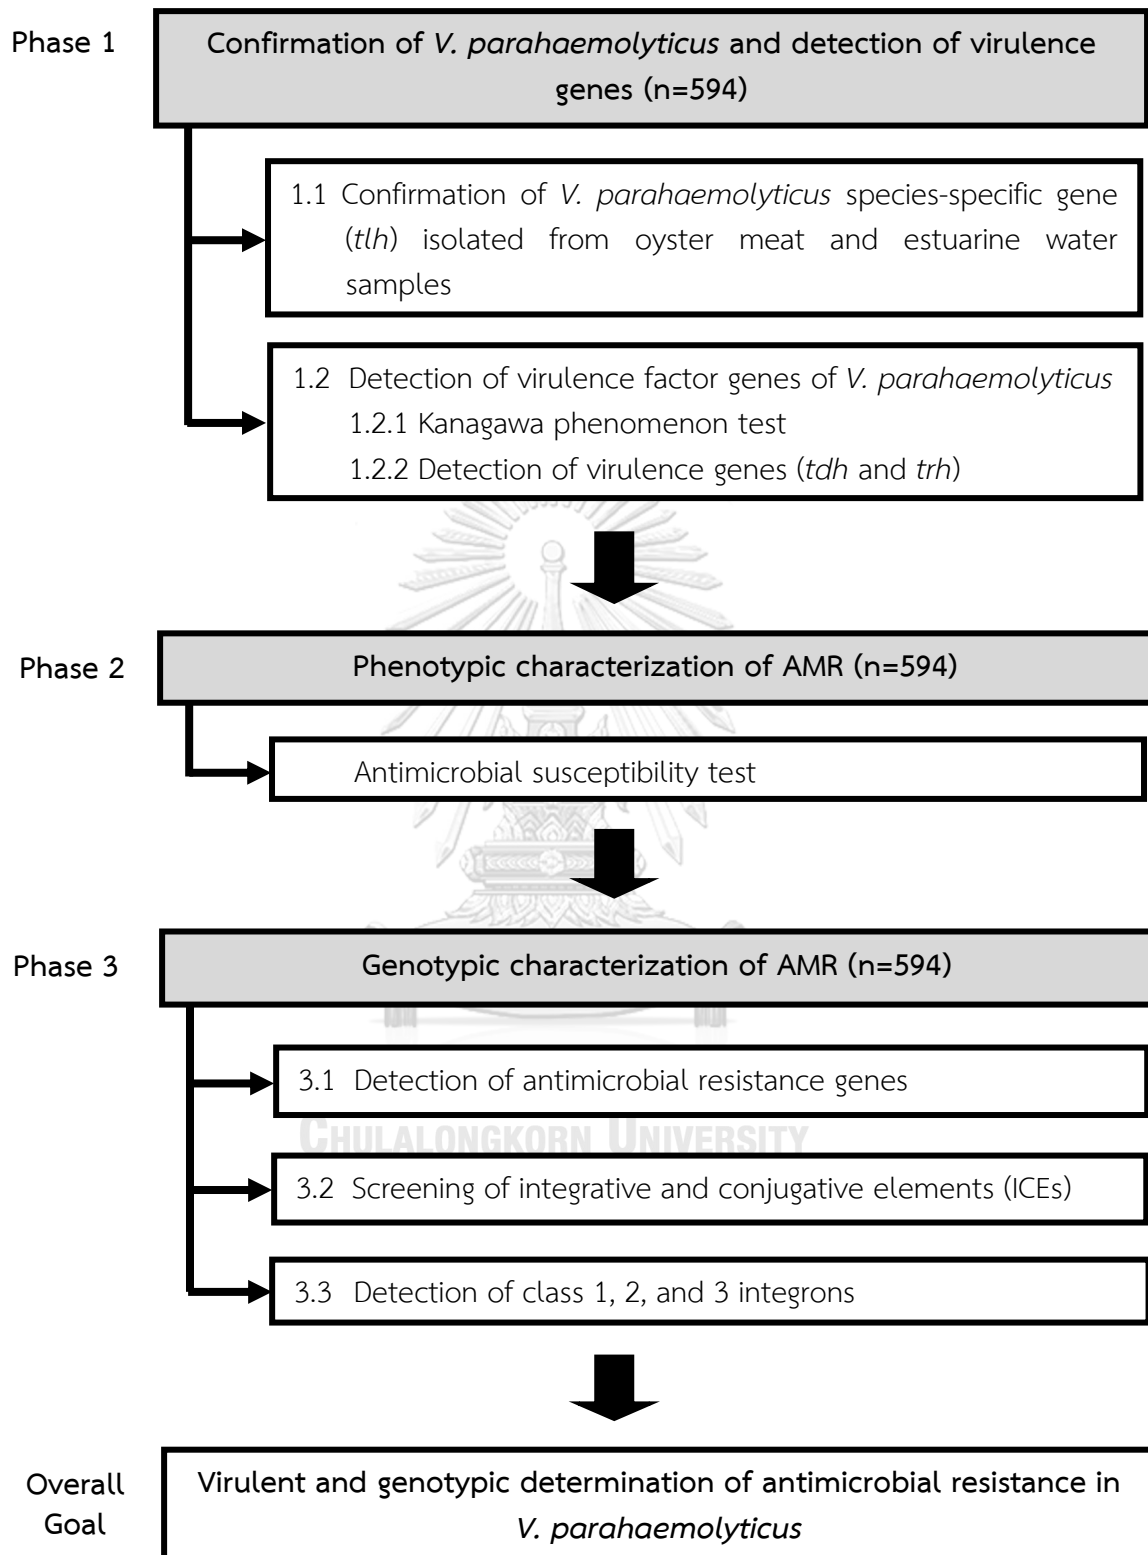 Phase 1
Confirmation of V. parahaemolyticus and detection of virulence
genes (n=594)
1.1 Confirmation of V. parahaemolyticus species-specific gene
(tlh) isolated from oyster meat and estuarine water
samples
1.2 Detection of virulence factor genes of V. parahaemolyticus
1.2.1 Kanagawa phenomenon test
1.2.2 Detection of virulence genes (tdh and trh)
Phase 2
Phenotypic characterization of AMR (n=594)
Antimicrobial susceptibility test
Phase 3
Genotypic characterization of AMR (n=594)
3.1 Detection of antimicrobial resistance genes
CHULALONGKORN UNIVERSITY
3.2 Screening of integrative and conjugative elements (ICEs)
3.3 Detection of class 1, 2, and 3 integrons
Overall
Goal
Virulent and genotypic determination of antimicrobial resistance in
V. parahaemolyticus